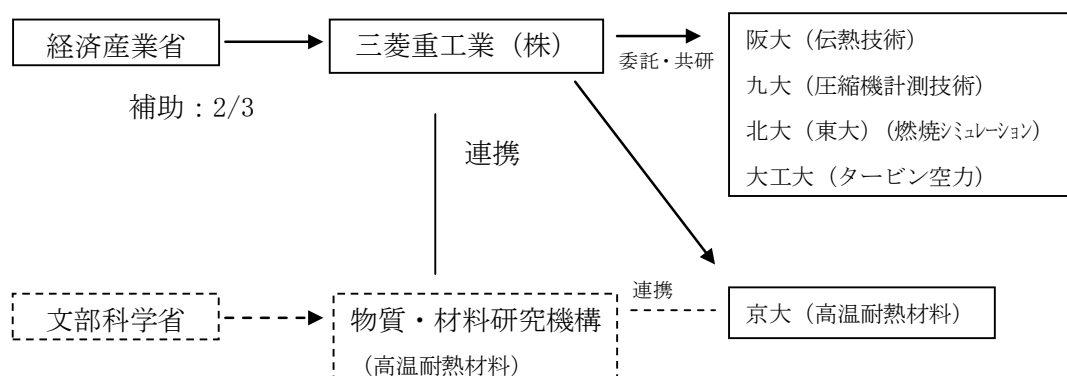 経済産業省
三菱重工業（株）
委託・共研
阪大（伝熱技術）
九大（圧縮機計測技術）
北大（東大）（燃焼ｼﾐｭﾚｰｼｮﾝ）
大工大（タービン空力）
補助：2/3
連携
文部科学省
物質・材料研究機構
（高温耐熱材料）
連携
京大（高温耐熱材料）